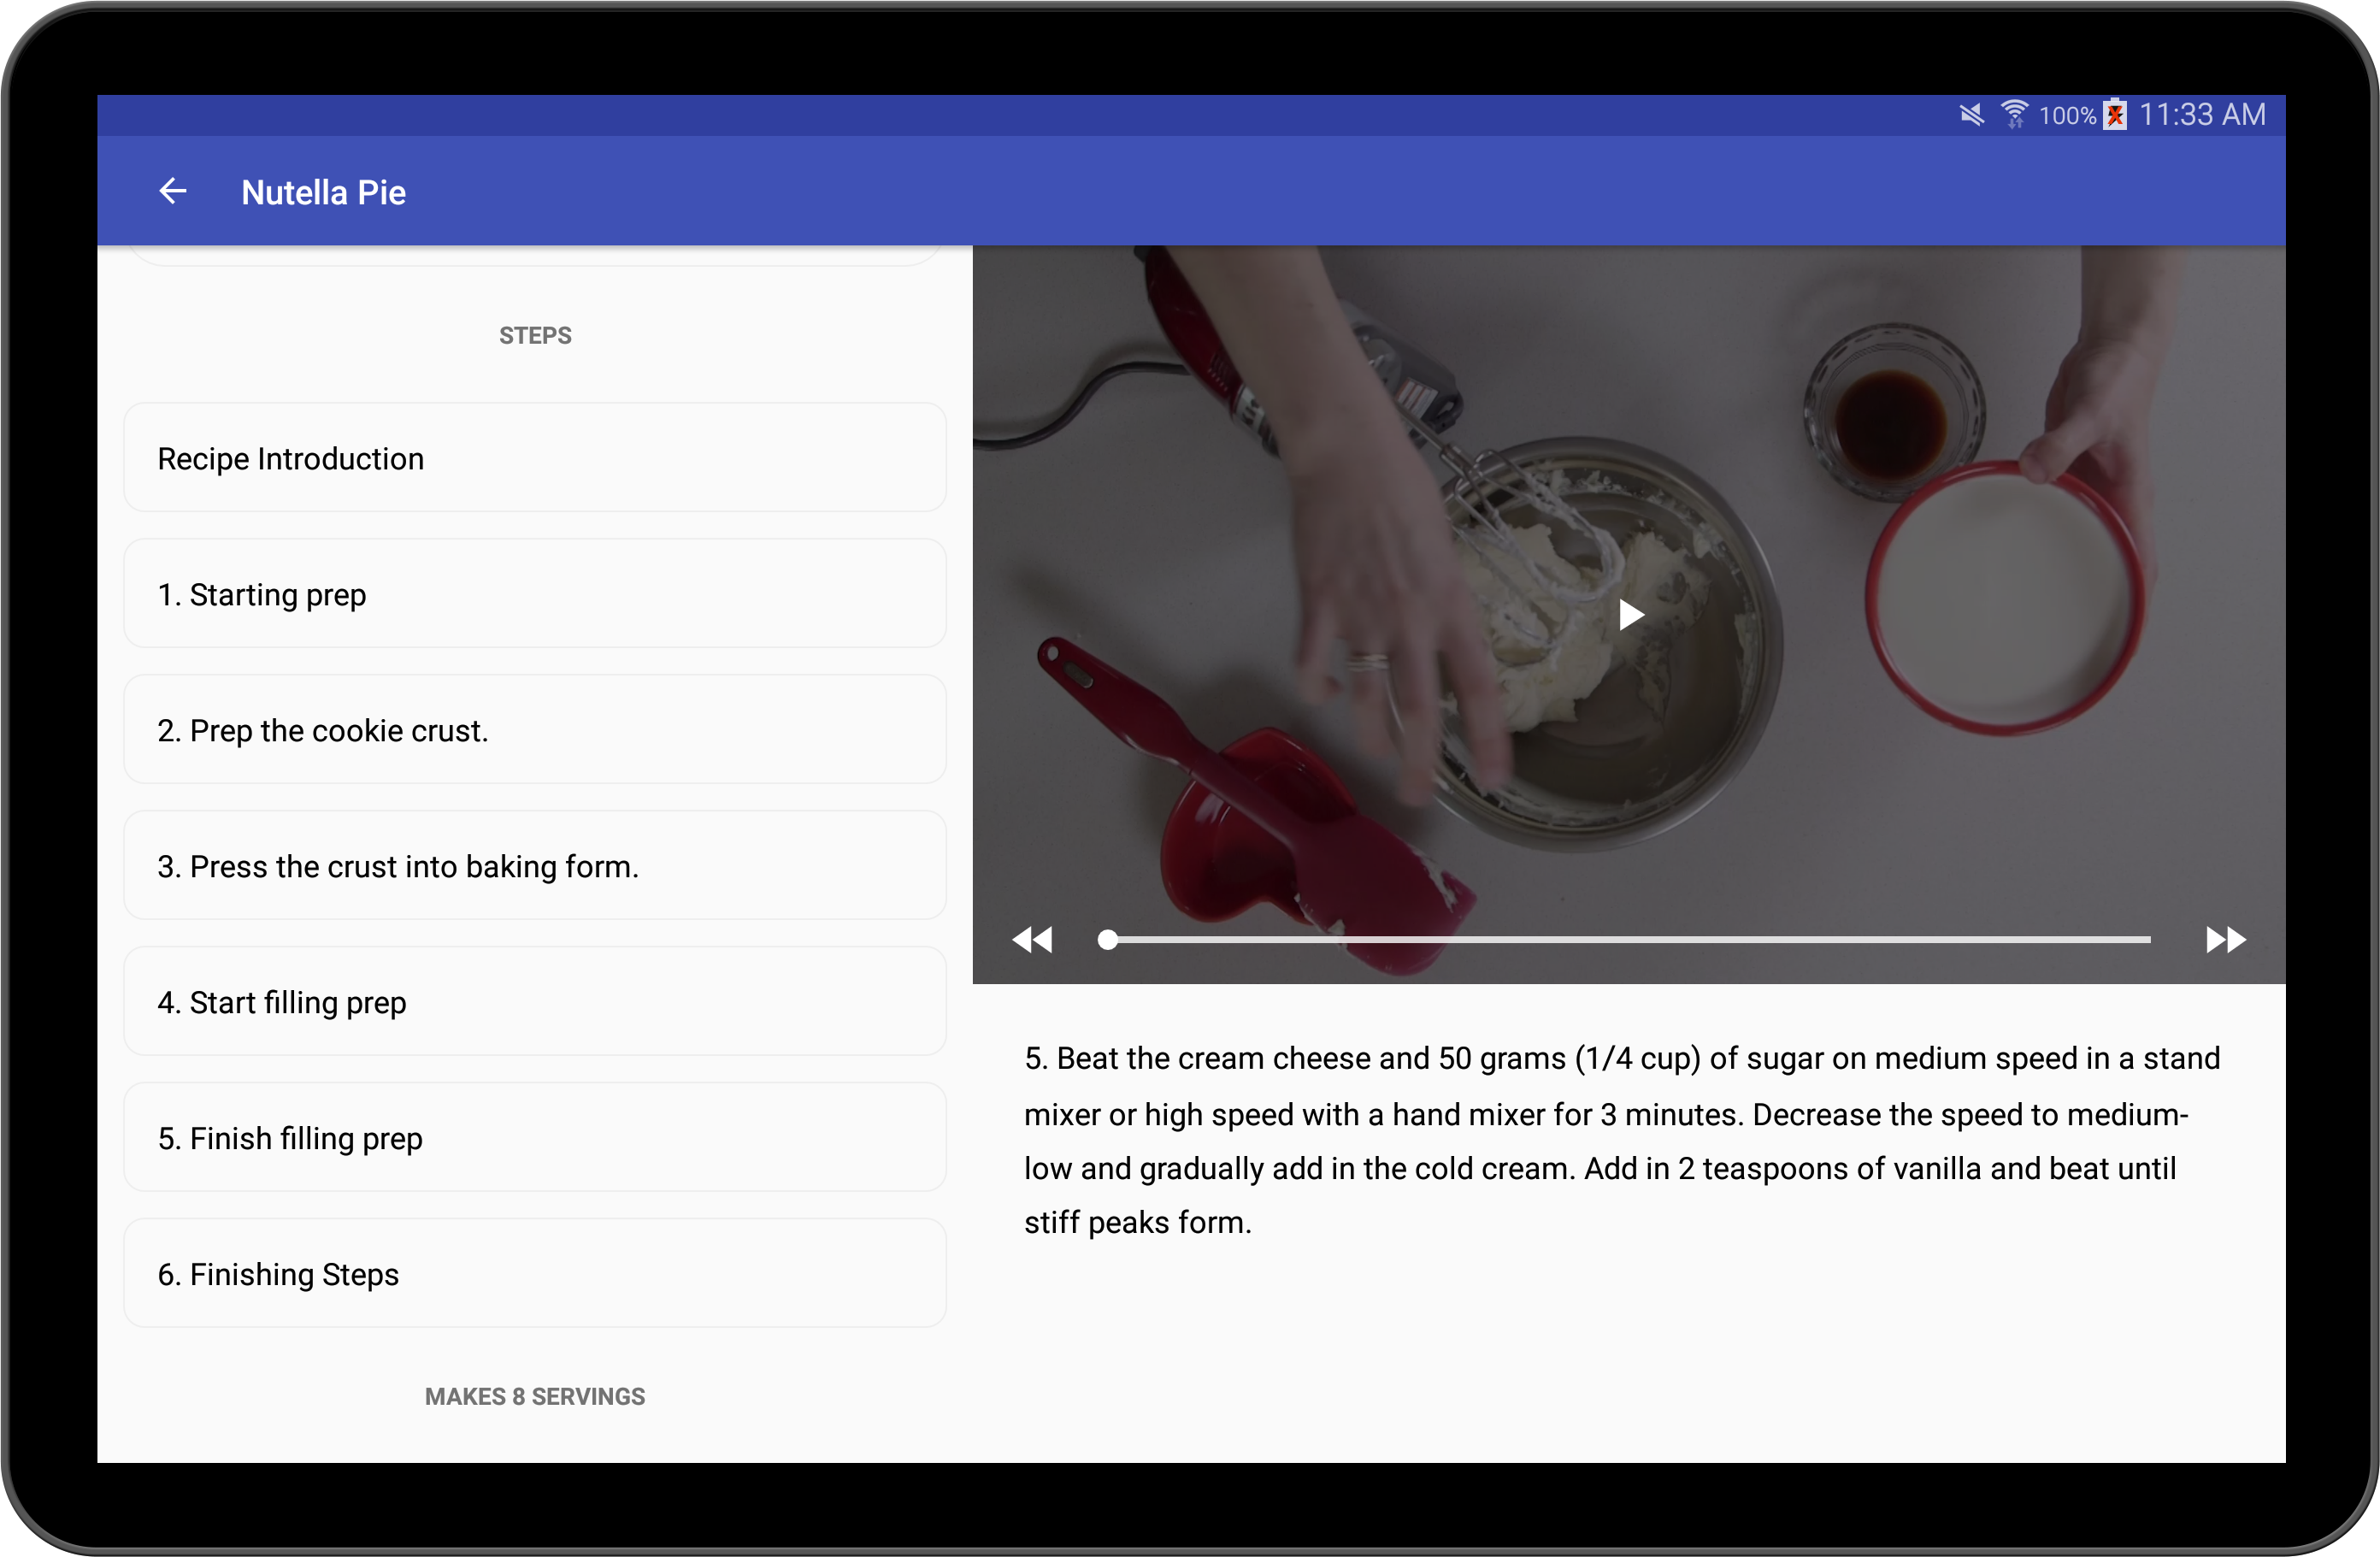 100% 11:33 AM
Nutella Pie
STEPS
Recipe Introduction
1. Starting prep
2. Prep the cookie crust.
3. Press the crust into baking form.
4. Start filling prep
5. Finish filling prep
6. Finishing Steps
MAKES 8 SERVINGS
5. Beat the cream cheese and 50 grams (1/4 cup) of sugar on medium speed in a stand
mixer or high speed with a hand mixer for 3 minutes. Decrease the speed to medium-
low and gradually add in the cold cream. Add in 2 teaspoons of vanilla and beat until
stiff peaks form.